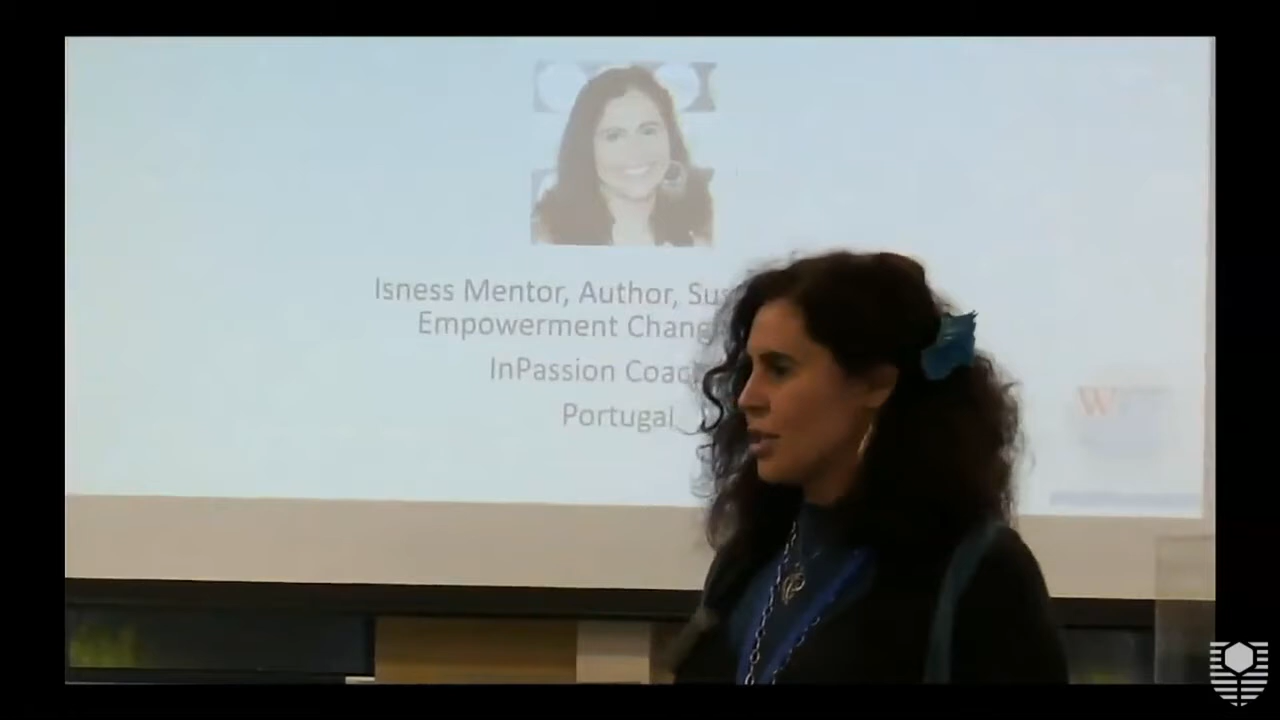 Isness Mentor, Author, Sus
Empowerment Chang
InPassion Coac
Portugal
W